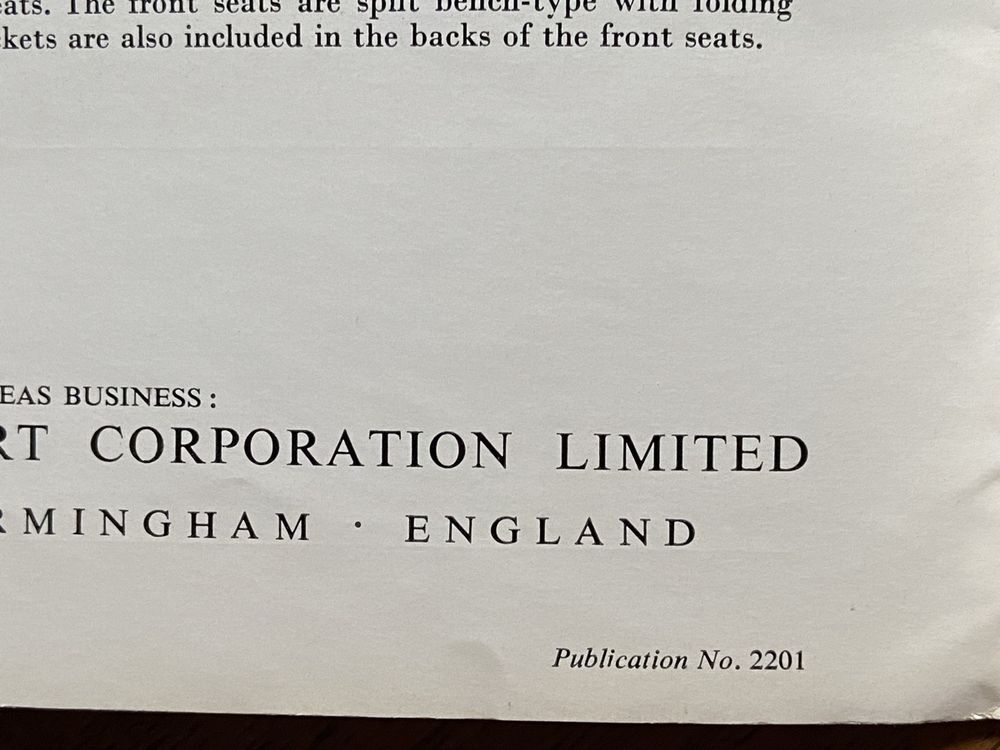 eats. The front seats are split bench-type with folding
ckets are also included in the backs of the front seats.
EAS BUSINESS:
RT CORPORATION LIMITED
RMINGHAM · ENGLAND
Publication No. 2201